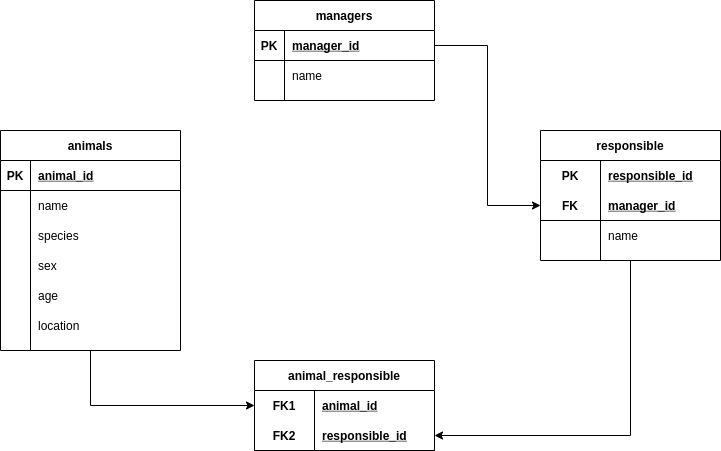 managers
PK manager_id
name
animals
PK animal_id
name
species
sex
age
location
responsible
PK responsible_id
FK manager_id
name
animal_responsible
FK1 animal_id
FK2 responsible_id